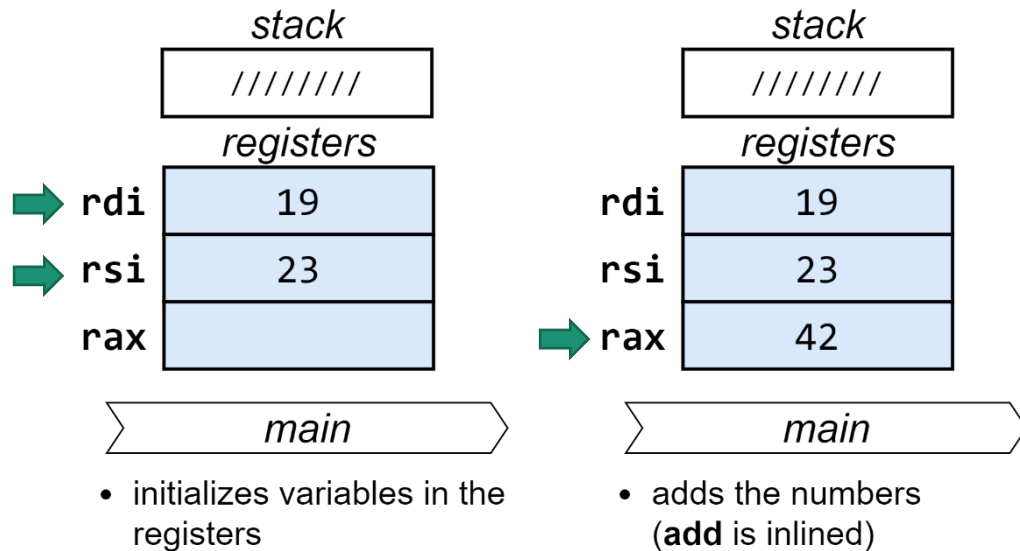 stack
////////
registers
rdi 19
rsi 23
rax
main
• initializes variables in the
registers
stack
////////
registers
rdi 19
rsi 23
rax 42
main
• adds the numbers
(add is inlined)